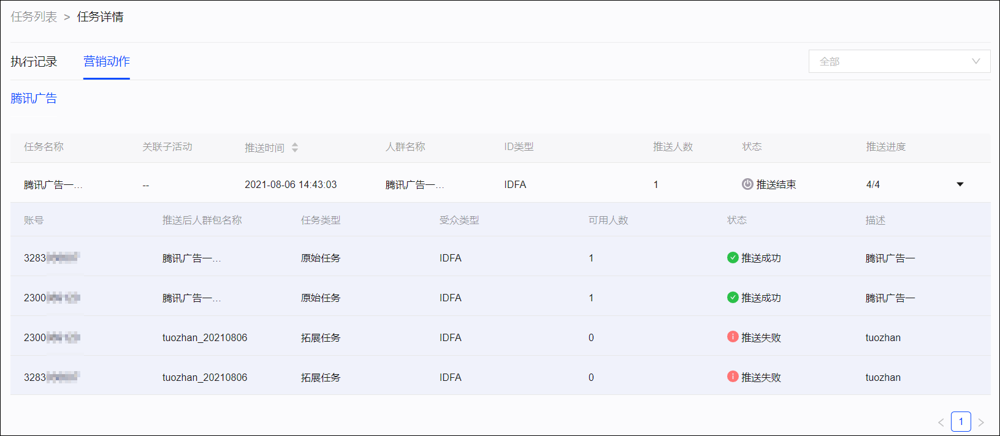 任务列表 > 任务详情
执行记录 营销动作 全部
腾讯广告
任务名称 关联子活动 推送时间 人群名称 ID类型 推送人数 状态 推送进度
腾讯广告一... -- 2021-08-06 14:43:03 腾讯广告一... IDFA 1 推送结束 4/4
账号 推送后人群包名称 任务类型 受众类型 可用人数 状态 描述
3283 腾讯广告一... 原始任务 IDFA 1 推送成功 腾讯广告一
2300 腾讯广告一... 原始任务 IDFA 1 推送成功 腾讯广告一
2300 tuozhan_20210806 拓展任务 IDFA 0 推送失败 tuozhan
3283 tuozhan_20210806 拓展任务 IDFA 0 推送失败 tuozhan
< 1 >